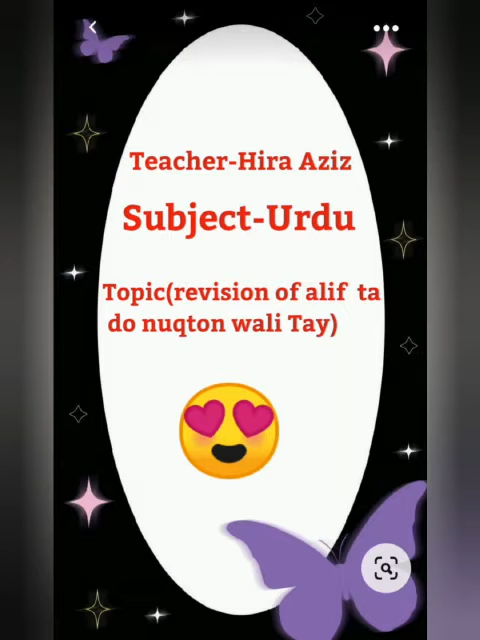 Teacher-Hira Aziz
Subject-Urdu
Topic(revision of alif ta
do nuqton wali Tay)